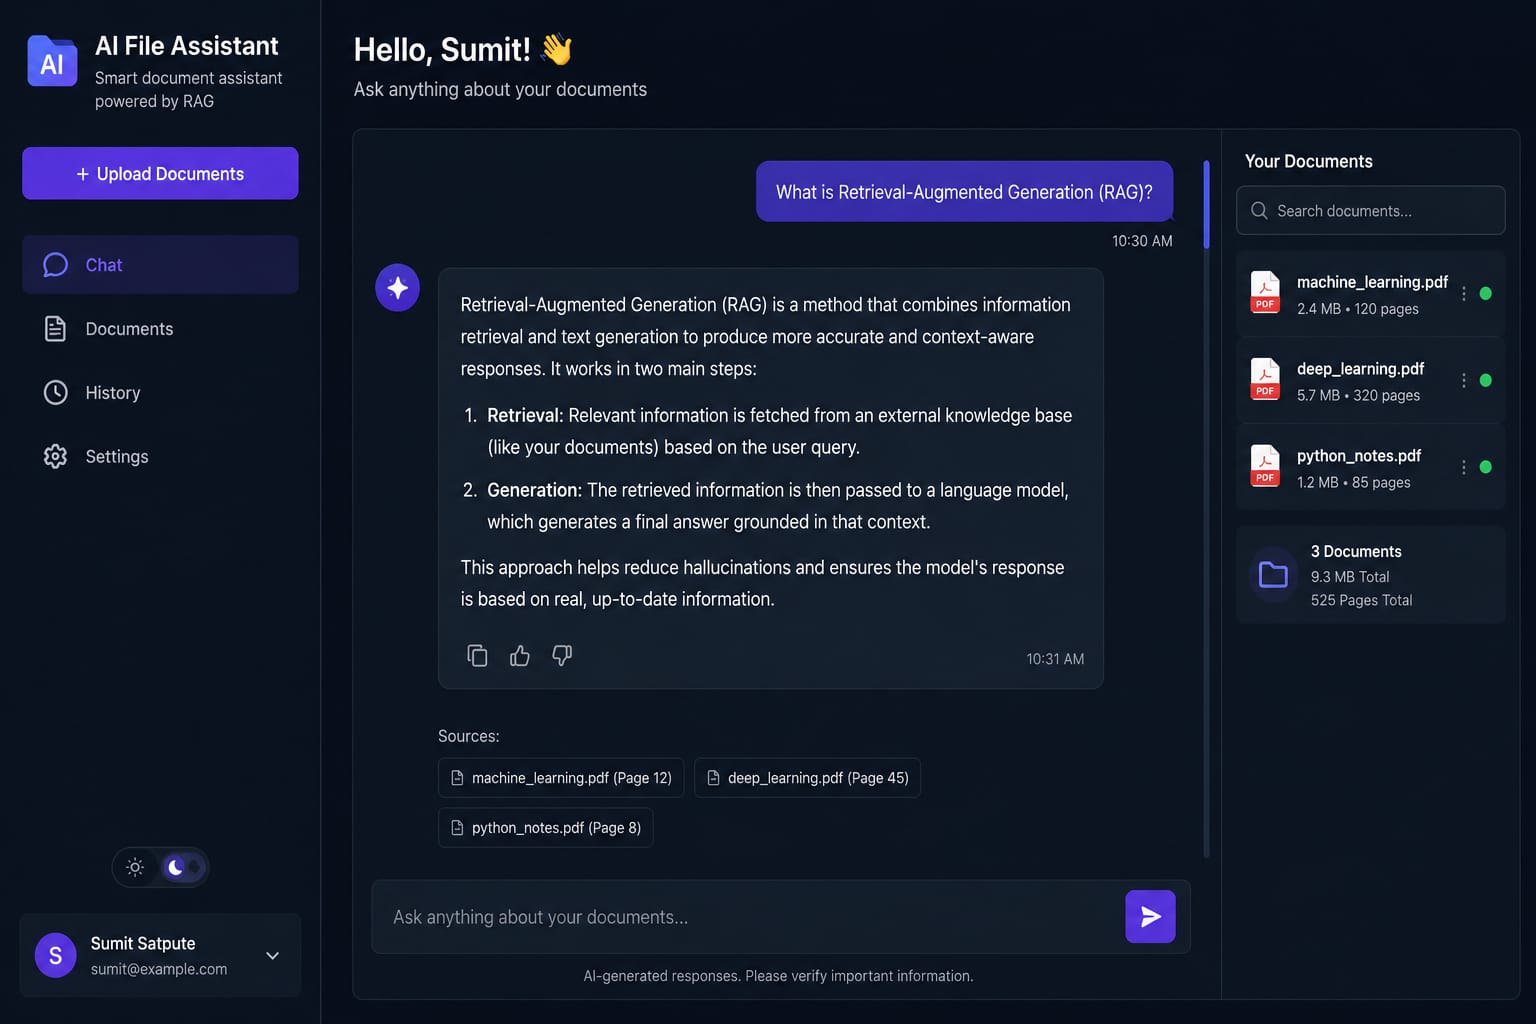 AI
AI File Assistant
Smart document assistant
powered by RAG
+ Upload Documents
Chat
Documents
History
Settings
S
Sumit Satpute
sumit@example.com
Hello, Sumit! 👋
Ask anything about your documents
What is Retrieval-Augmented Generation (RAG)?
10:30 AM
Retrieval-Augmented Generation (RAG) is a method that combines information
retrieval and text generation to produce more accurate and context-aware
responses. It works in two main steps:
1. Retrieval: Relevant information is fetched from an external knowledge base
(like your documents) based on the user query.
2. Generation: The retrieved information is then passed to a language model,
which generates a final answer grounded in that context.
This approach helps reduce hallucinations and ensures the model's response
is based on real, up-to-date information.
10:31 AM
Sources:
machine_learning.pdf (Page 12)
deep_learning.pdf (Page 45)
python_notes.pdf (Page 8)
Ask anything about your documents...
AI-generated responses. Please verify important information.
Your Documents
Search documents...
PDF
machine_learning.pdf
2.4 MB • 120 pages
PDF
deep_learning.pdf
5.7 MB • 320 pages
PDF
python_notes.pdf
1.2 MB • 85 pages
3 Documents
9.3 MB Total
525 Pages Total